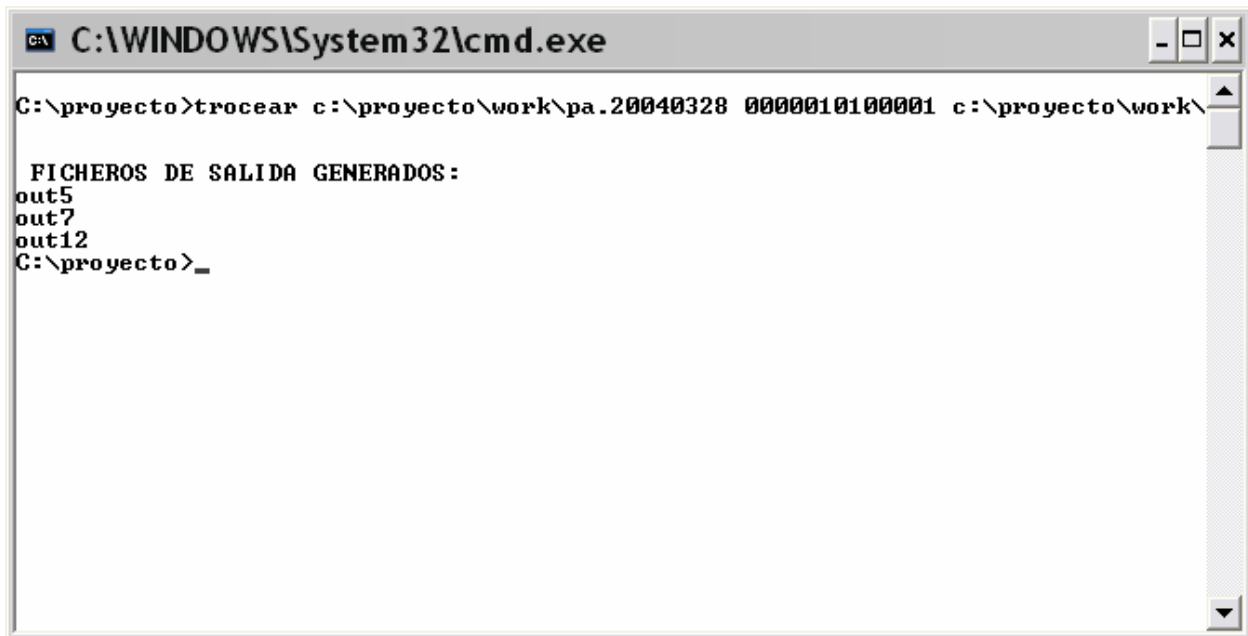 C:\WINDOWS\System32\cmd.exe
C:\proyecto>trocear c:\proyecto\work\pa.20040328 0000010100001 c:\proyecto\work\
FICHEROS DE SALIDA GENERADOS:
out5
out7
out12
C:\proyecto>_